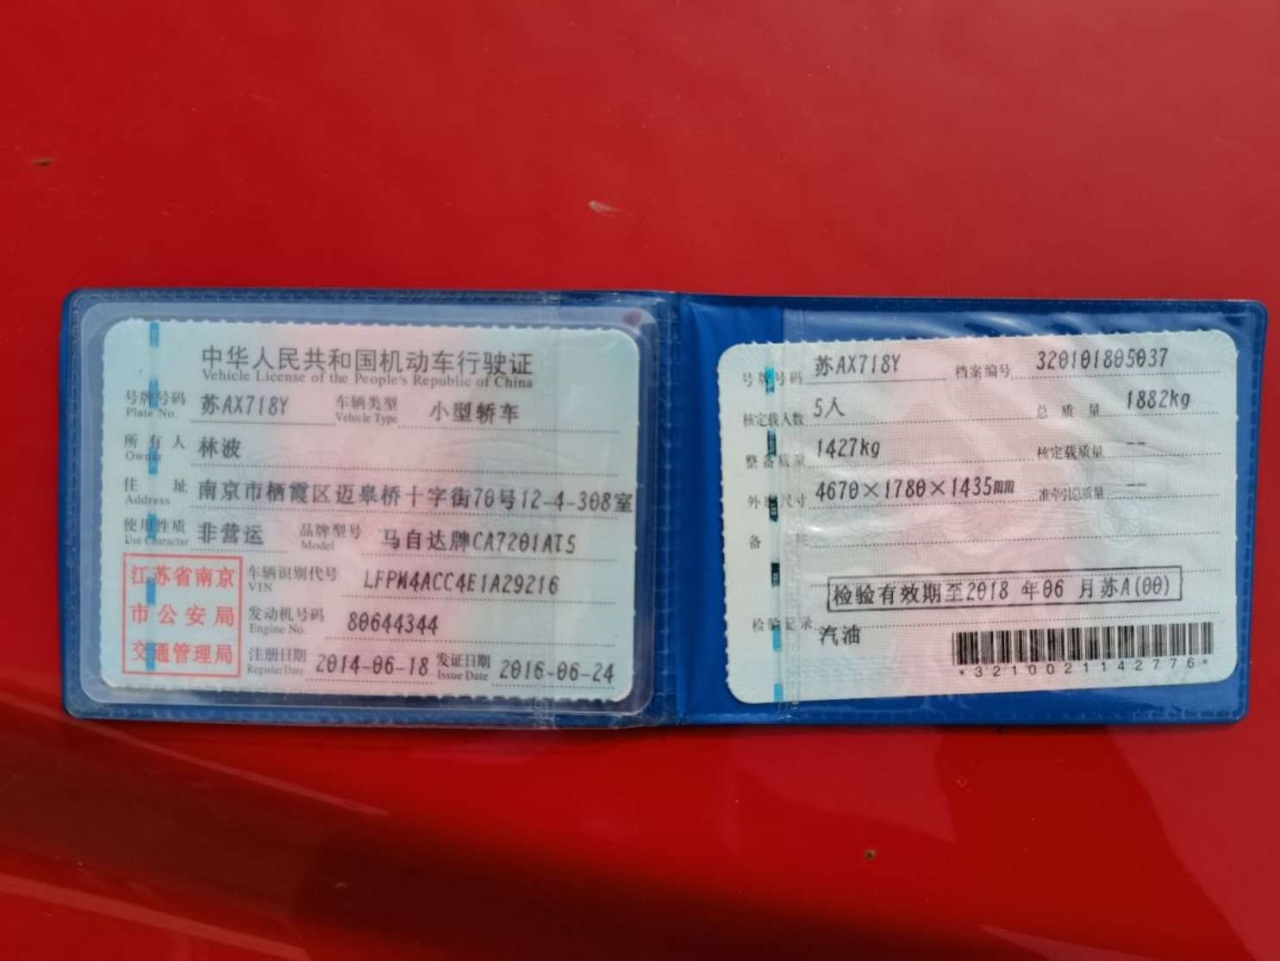 中华人民共和国机动车行驶证
Vehicle License of the People's Republic of China
号牌号码 苏AX718Y 车辆类型 小型轿车
Plate No. Vehicle Type
所有人 林波
Owner
住址 南京市栖霞区迈皋桥十字街70号12-4-308室
Address
使用性质 非营运 品牌型号 马自达牌CA7201AT5
Use Character Model
江苏省南京
市公安局
交通管理局
车辆识别代号 LFPM4ACC4E1A29216
VIN
发动机号码 80644344
Engine No.
注册日期 2014-06-18 发证日期 2016-06-24
Register Date Issue Date
号牌号码 苏AX718Y 档案编号 320101805037
核定载人数 5人 总质量 1882kg
整备质量 1427kg 核定载质量 --
外廓尺寸 4670×1780×1435mm 准牵引总质量 --
备注
检验有效期至2018年06月苏A(00)
检验记录 汽油
*3210021142776*